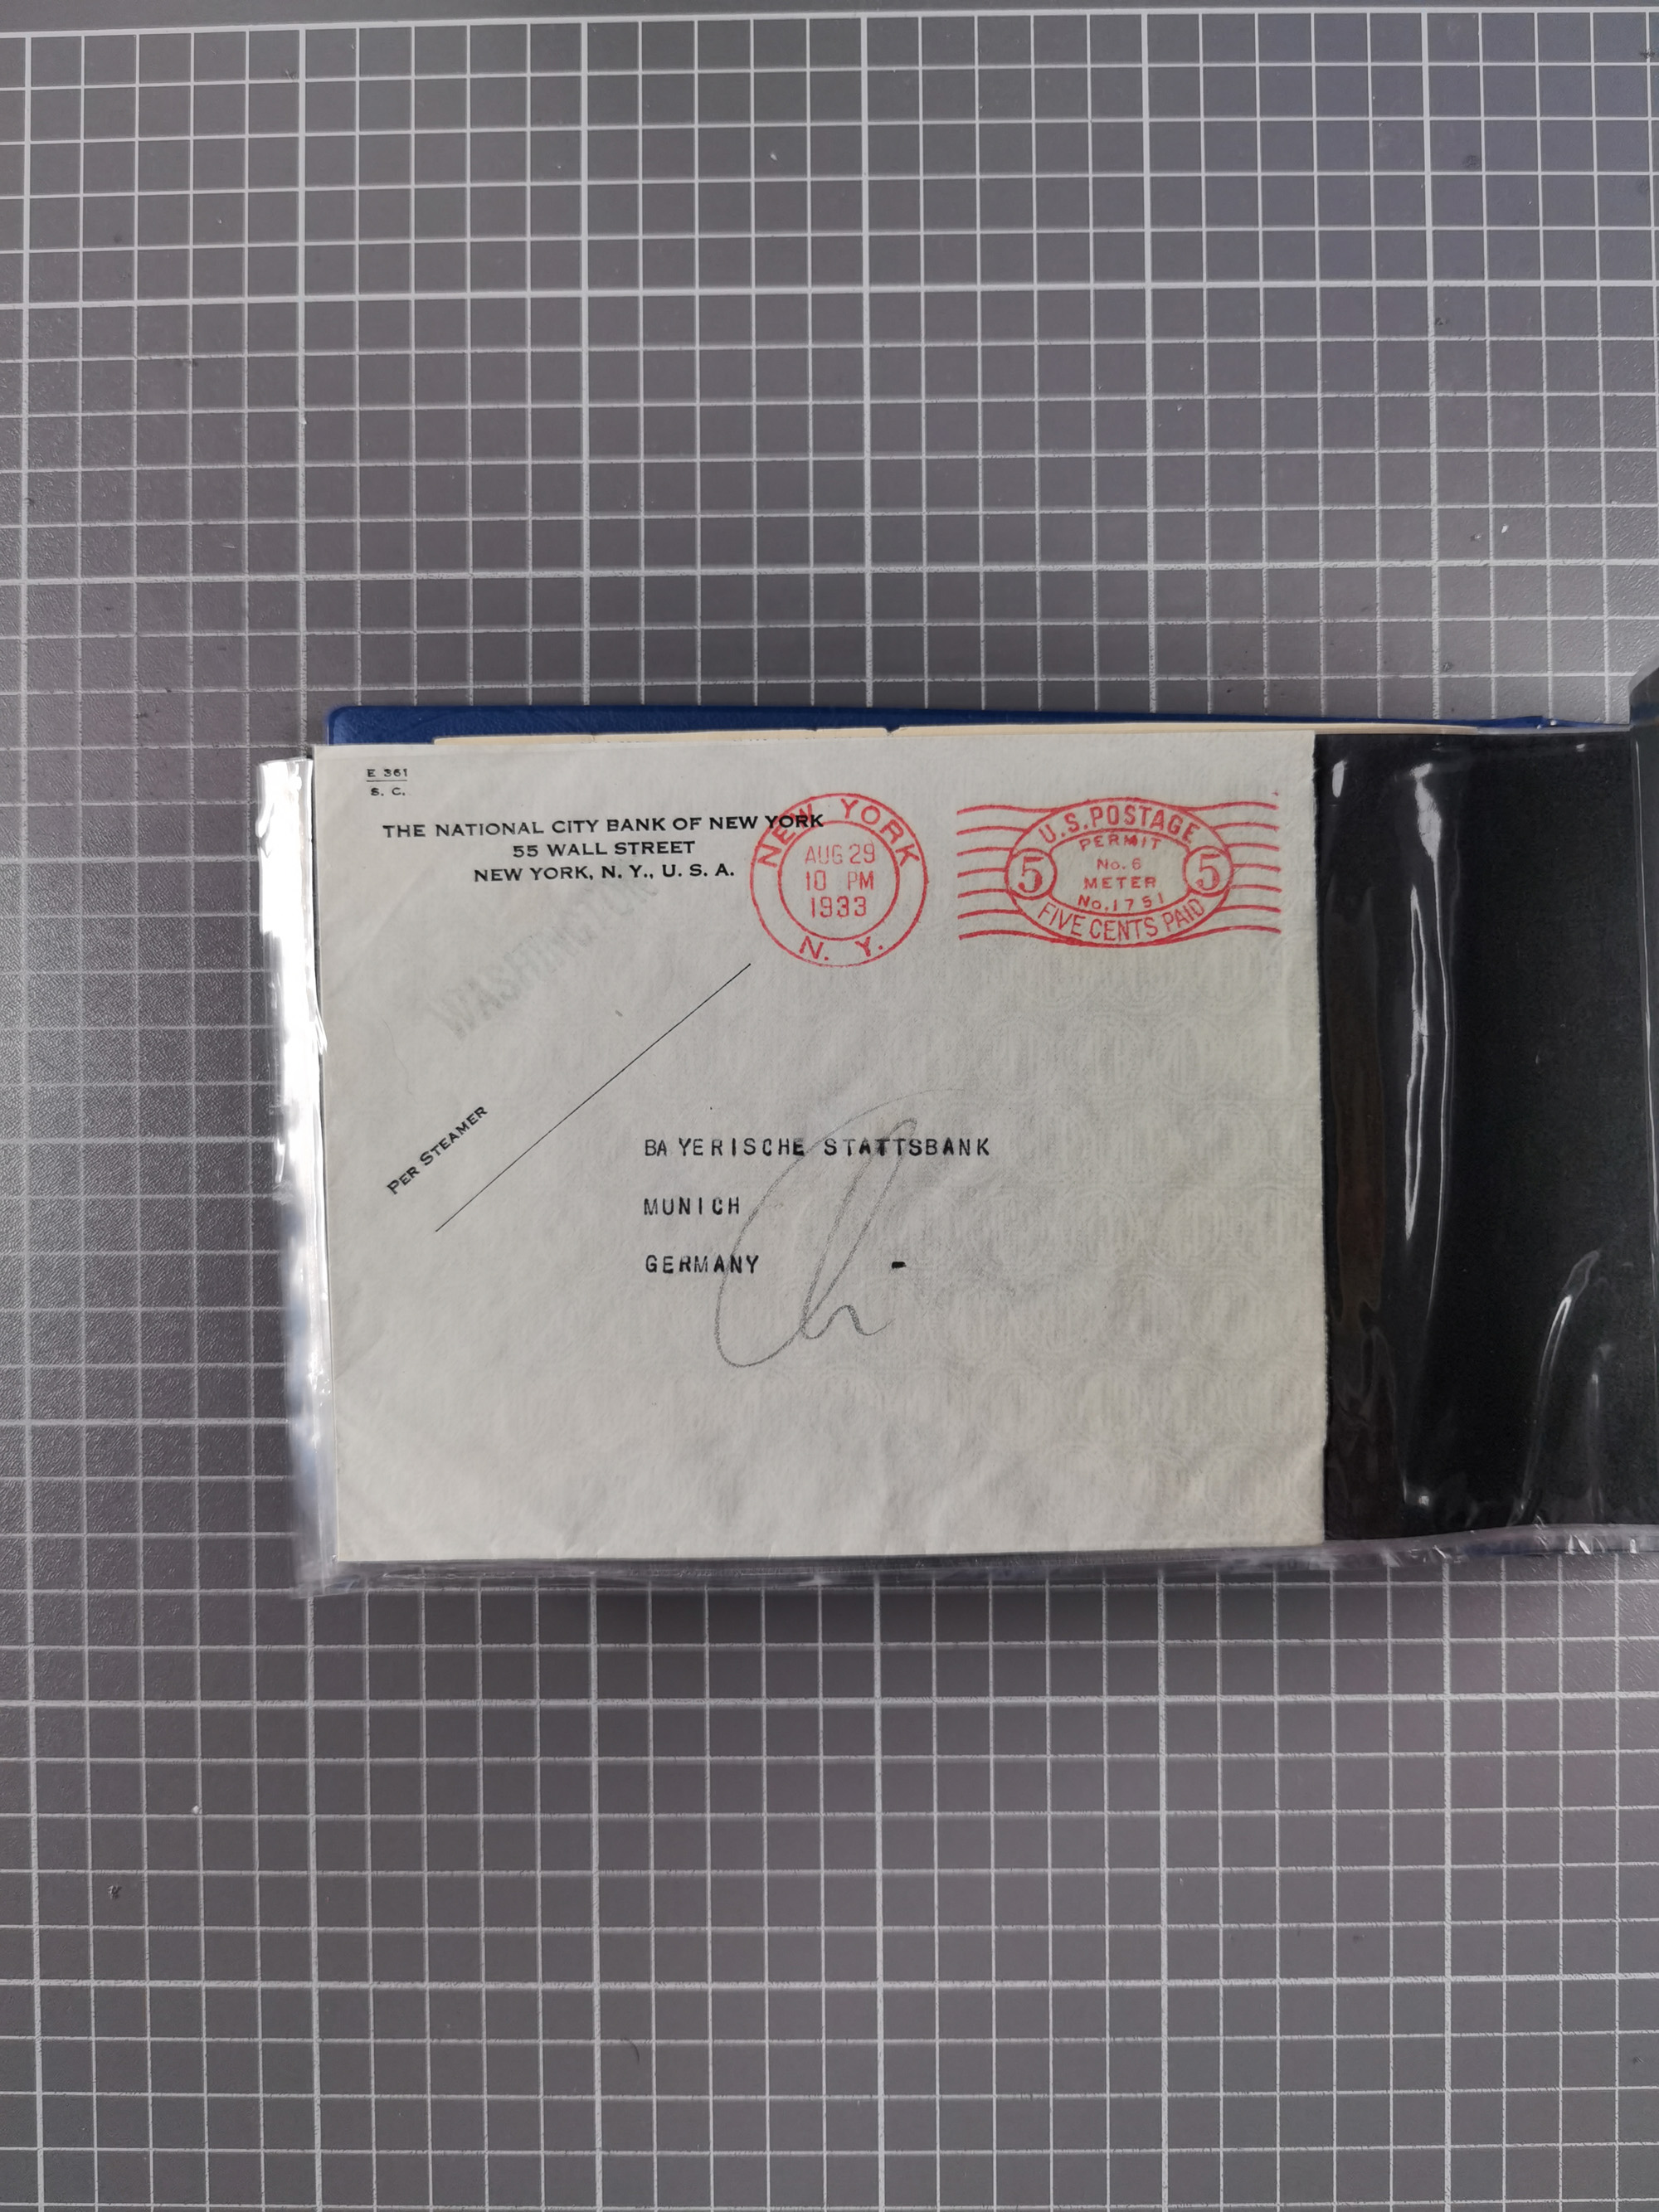 E 361
S. C.
THE NATIONAL CITY BANK OF NEW YORK
55 WALL STREET
NEW YORK, N. Y., U. S. A.
NEW YORK
AUG 29
10 PM
1933
N. Y.
U.S. POSTAGE
PERMIT
No. 6
5 METER 5
No. 1751
FIVE CENTS PAID
WASHINGTON
PER STEAMER
BA YERISCHE STATTSBANK
MUNICH
GERMANY -